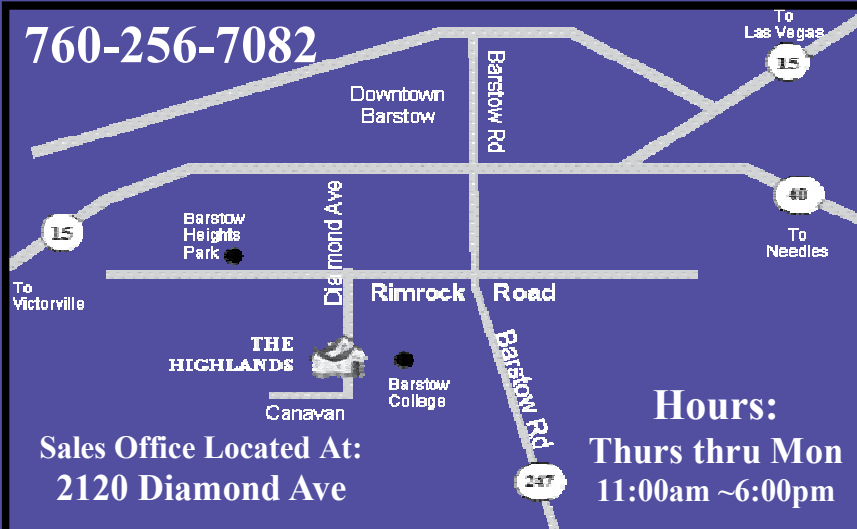 760-256-7082
To
Las Vegas
15
Downtown
Barstow
Barstow Rd
40
To
Needles
Diamond Ave
Barstow
Heights
Park
15
To
Victorville
Rimrock Road
THE
HIGHLANDS
Barstow
College
Barstow Rd
Canavan
Sales Office Located At:
2120 Diamond Ave
247
Hours:
Thurs thru Mon
11:00am ~6:00pm